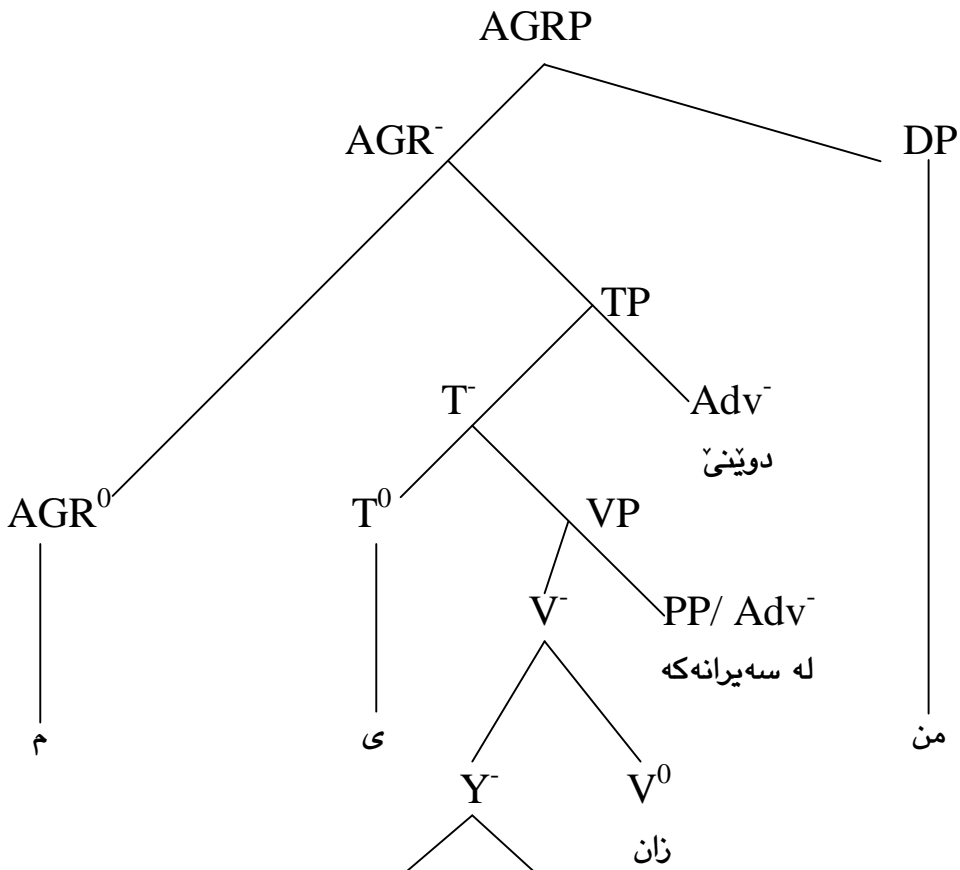 AGRP
AGR⁻ DP
TP
T⁻ Adv⁻
دوێنێ
AGR⁰ T⁰ VP
V⁻ PP/ Adv⁻
لە سەیرانەکە
م ی من
Y⁻ V⁰
زان